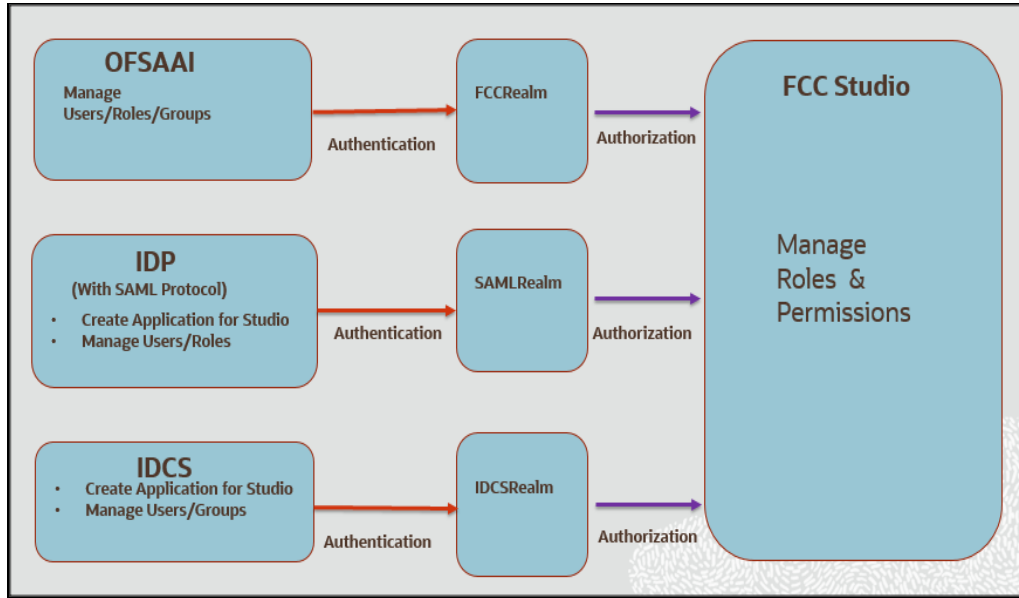 OFSAAI
Manage
Users/Roles/Groups
Authentication
FCCRealm
Authorization
FCC Studio
Manage
Roles &
Permissions
IDP
(With SAML Protocol)
• Create Application for Studio
• Manage Users/Roles
Authentication
SAMLRealm
Authorization
IDCS
• Create Application for Studio
• Manage Users/Groups
Authentication
IDCSRealm
Authorization